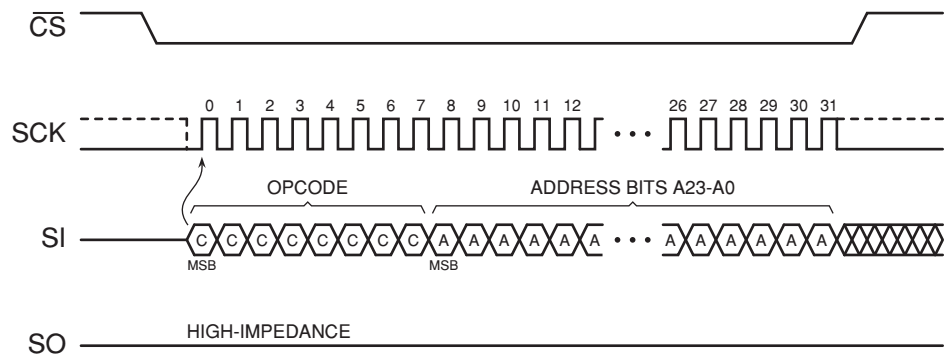 CS
SCK
0 1 2 3 4 5 6 7 8 9 10 11 12 • • • 26 27 28 29 30 31
OPCODE ADDRESS BITS A23-A0
SI
C C C C C C C C A A A A A A • • • A A A A A A
MSB MSB
SO
HIGH-IMPEDANCE